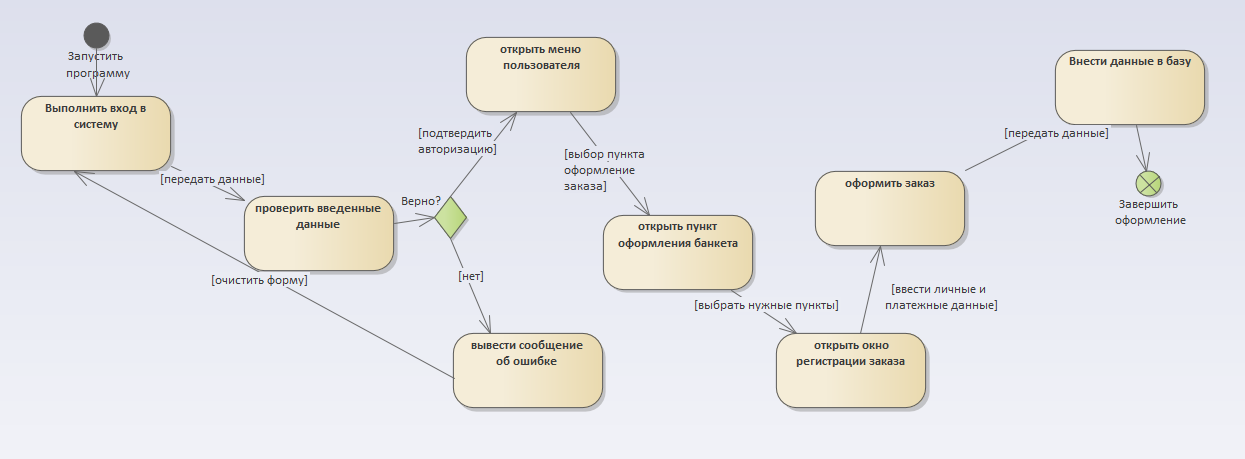 Запустить
программу
Выполнить вход в
систему
[передать данные]
проверить введенные
данные
Верно?
[подтвердить
авторизацию]
открыть меню
пользователя
[нет]
вывести сообщение
об ошибке
[очистить форму]
[выбор пункта
оформление
заказа]
открыть пункт
оформления банкета
[выбрать нужные пункты]
открыть окно
регистрации заказа
[ввести личные и
платежные данные]
оформить заказ
[передать данные]
Внести данные в базу
Завершить
оформление